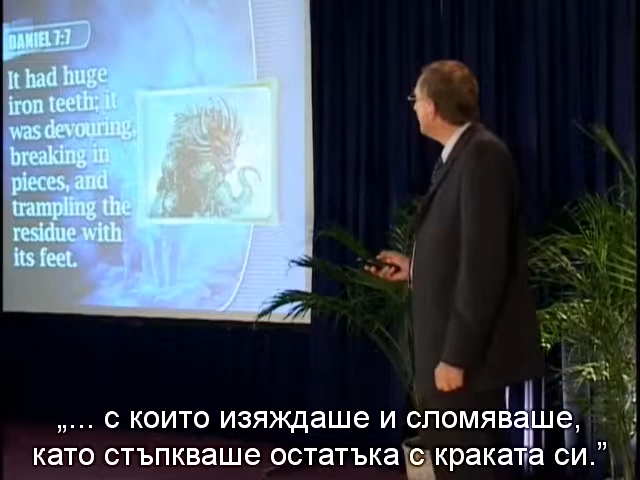 DANIEL 7:7
It had huge
iron teeth; it
was devouring,
breaking in
pieces, and
trampling the
residue with
its feet.
„... с които изяждаше и сломяваше,
като стъпкваше остатъка с краката си.”